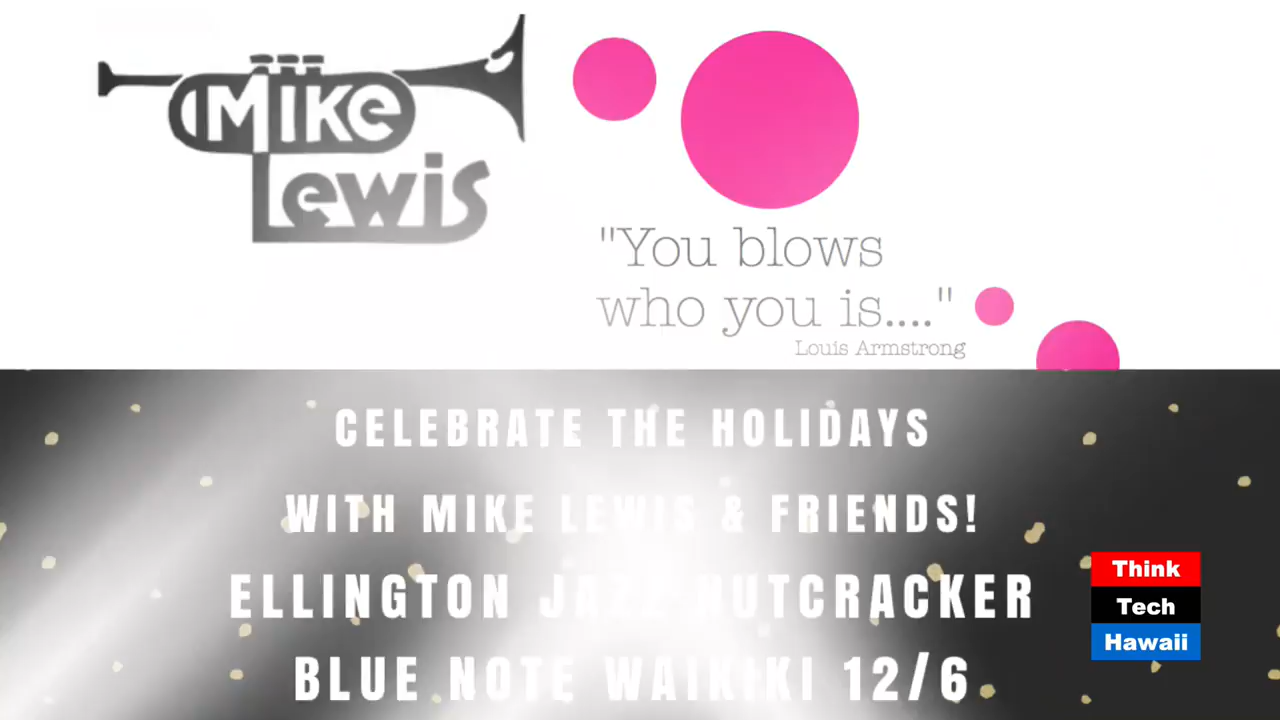 Mike
Lewis
"You blows
who you is...."
Louis Armstrong
CELEBRATE THE HOLIDAYS
WITH MIKE LEWIS & FRIENDS!
ELLINGTON JAZZ NUTCRACKER
BLUE NOTE WAIKIKI 12/6
Think
Tech
Hawaii